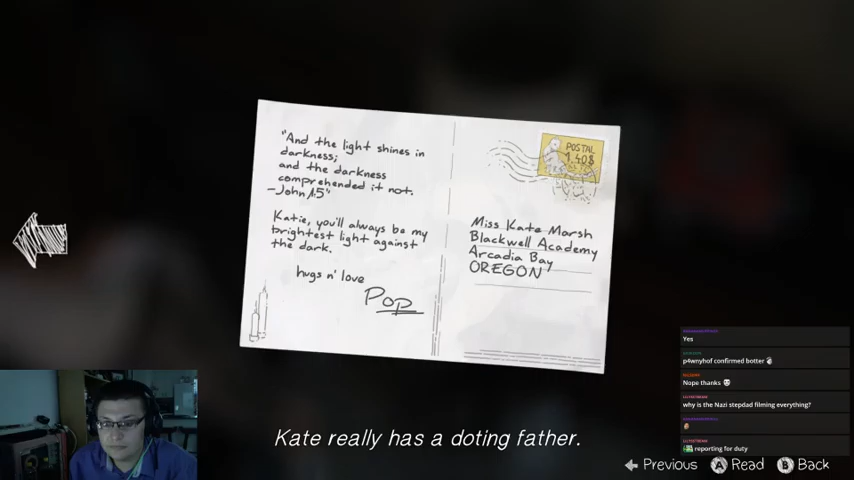 "And the light shines in
darkness;
and the darkness
comprehended it not.
-John 1:5"
Katie, you'll always be my
brightest light against
the dark.
hugs n' love
Pop
POSTAL
1,40$
Miss Kate Marsh
Blackwell Academy
Arcadia Bay
OREGON
Yes
p4wnyhof confirmed botter
Nope thanks
why is the Nazi stepdad filming everything?
reporting for duty
Kate really has a doting father.
Previous A Read B Back